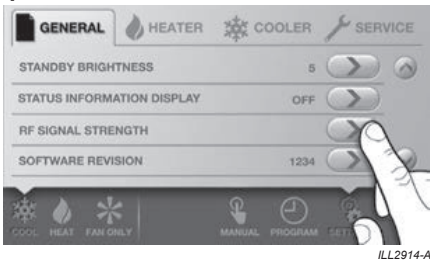 GENERAL HEATER COOLER SERVICE
STANDBY BRIGHTNESS 5
STATUS INFORMATION DISPLAY OFF
RF SIGNAL STRENGTH
SOFTWARE REVISION 1234
COOL HEAT FAN ONLY MANUAL PROGRAM
ILL2914-A